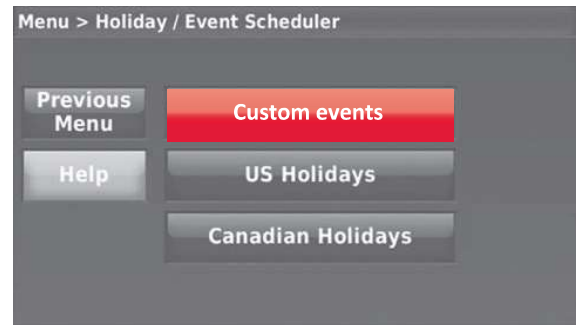 Menu > Holiday / Event Scheduler
Previous
Menu
Custom events
Help
US Holidays
Canadian Holidays